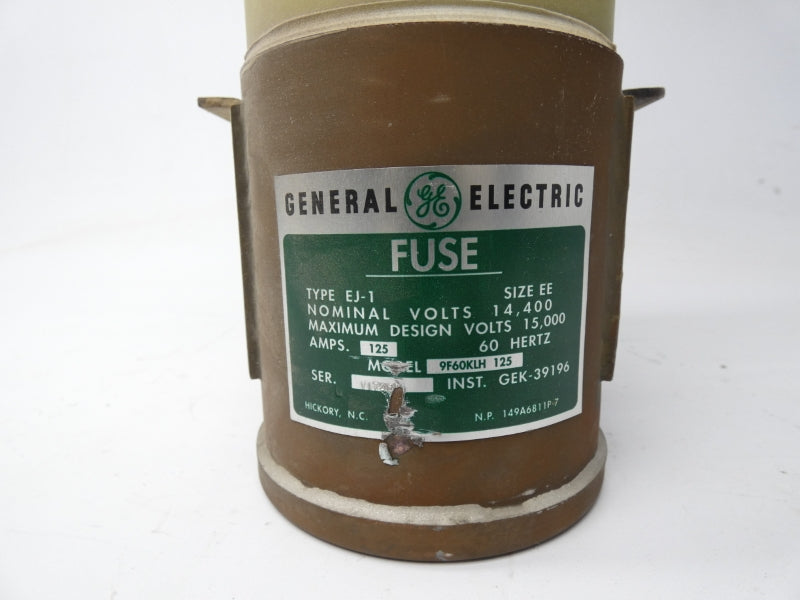 GENERAL GE ELECTRIC
FUSE
TYPE EJ-1 SIZE EE
NOMINAL VOLTS 14,400
MAXIMUM DESIGN VOLTS 15,000
AMPS. 125 60 HERTZ
9F60KLH 125
SER. INST. GEK-39196
HICKORY, N.C. N.P. 149A6811P-7